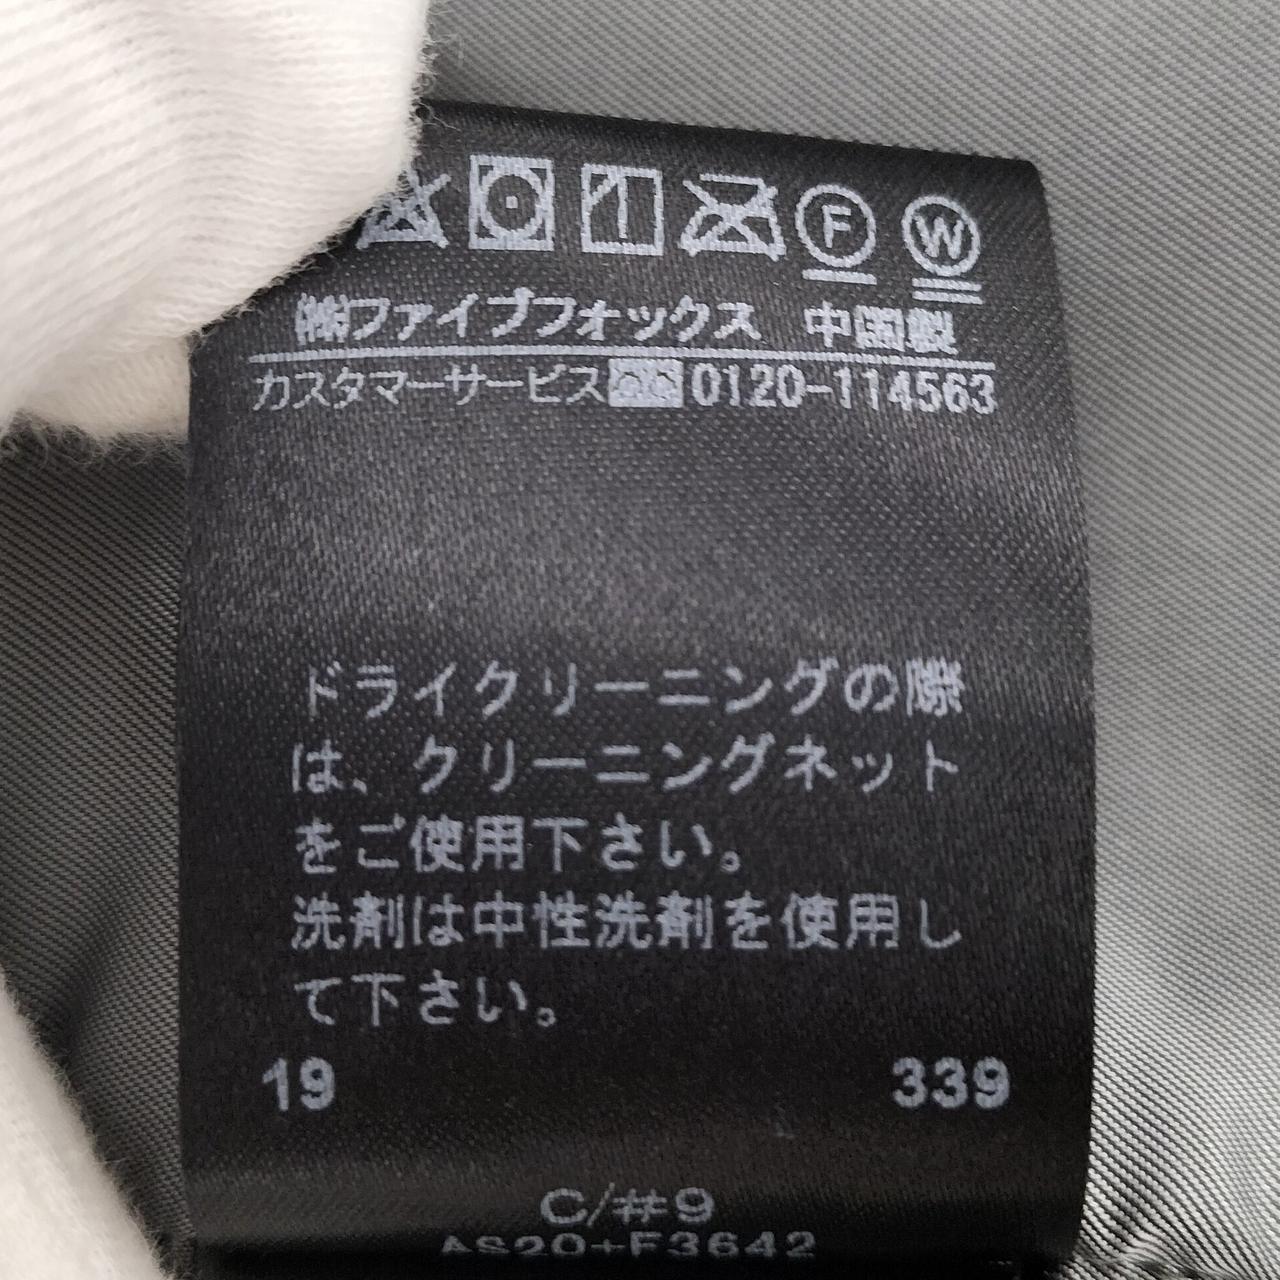 F W
㈱ファイブフォックス 中国製
カスタマーサービス 0120-114563
ドライクリーニングの際
は、クリーニングネット
をご使用下さい。
洗剤は中性洗剤を使用し
て下さい。
19 339
C/#9
AS20+F3642